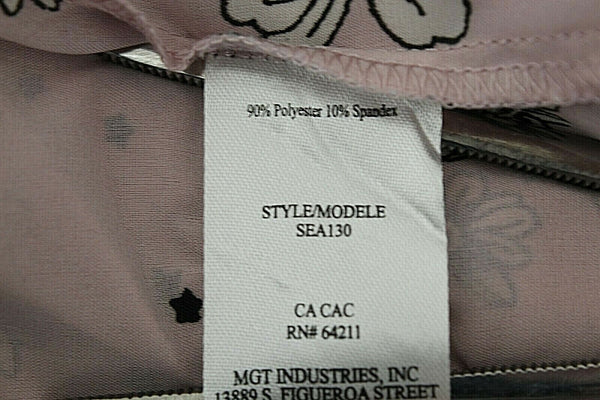 90% Polyester 10% Spandex
STYLE/MODELE
SEA130
CA CAC
RN# 64211
MGT INDUSTRIES, INC
13889 S. FIGUEROA STREET